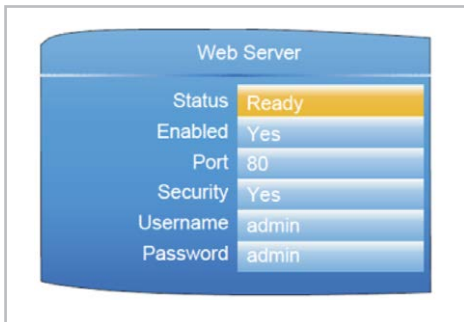 Web Server
Status Ready
Enabled Yes
Port 80
Security Yes
Username admin
Password admin